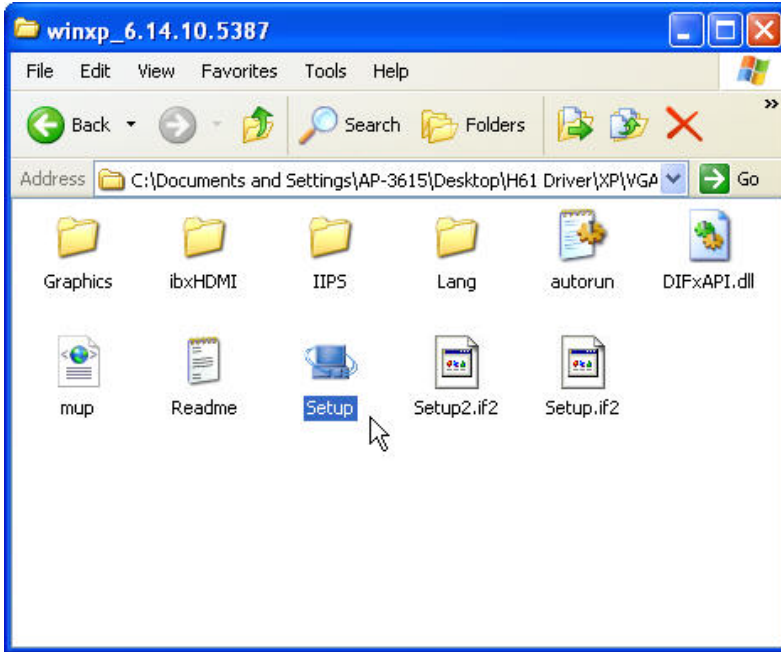 winxp_6.14.10.5387
File Edit View Favorites Tools Help
Back Search Folders »
Address C:\Documents and Settings\AP-3615\Desktop\H61 Driver\XP\VGA Go
Graphics ibxHDMI IIPS Lang autorun DIFxAPI.dll
mup Readme Setup Setup2.if2 Setup.if2